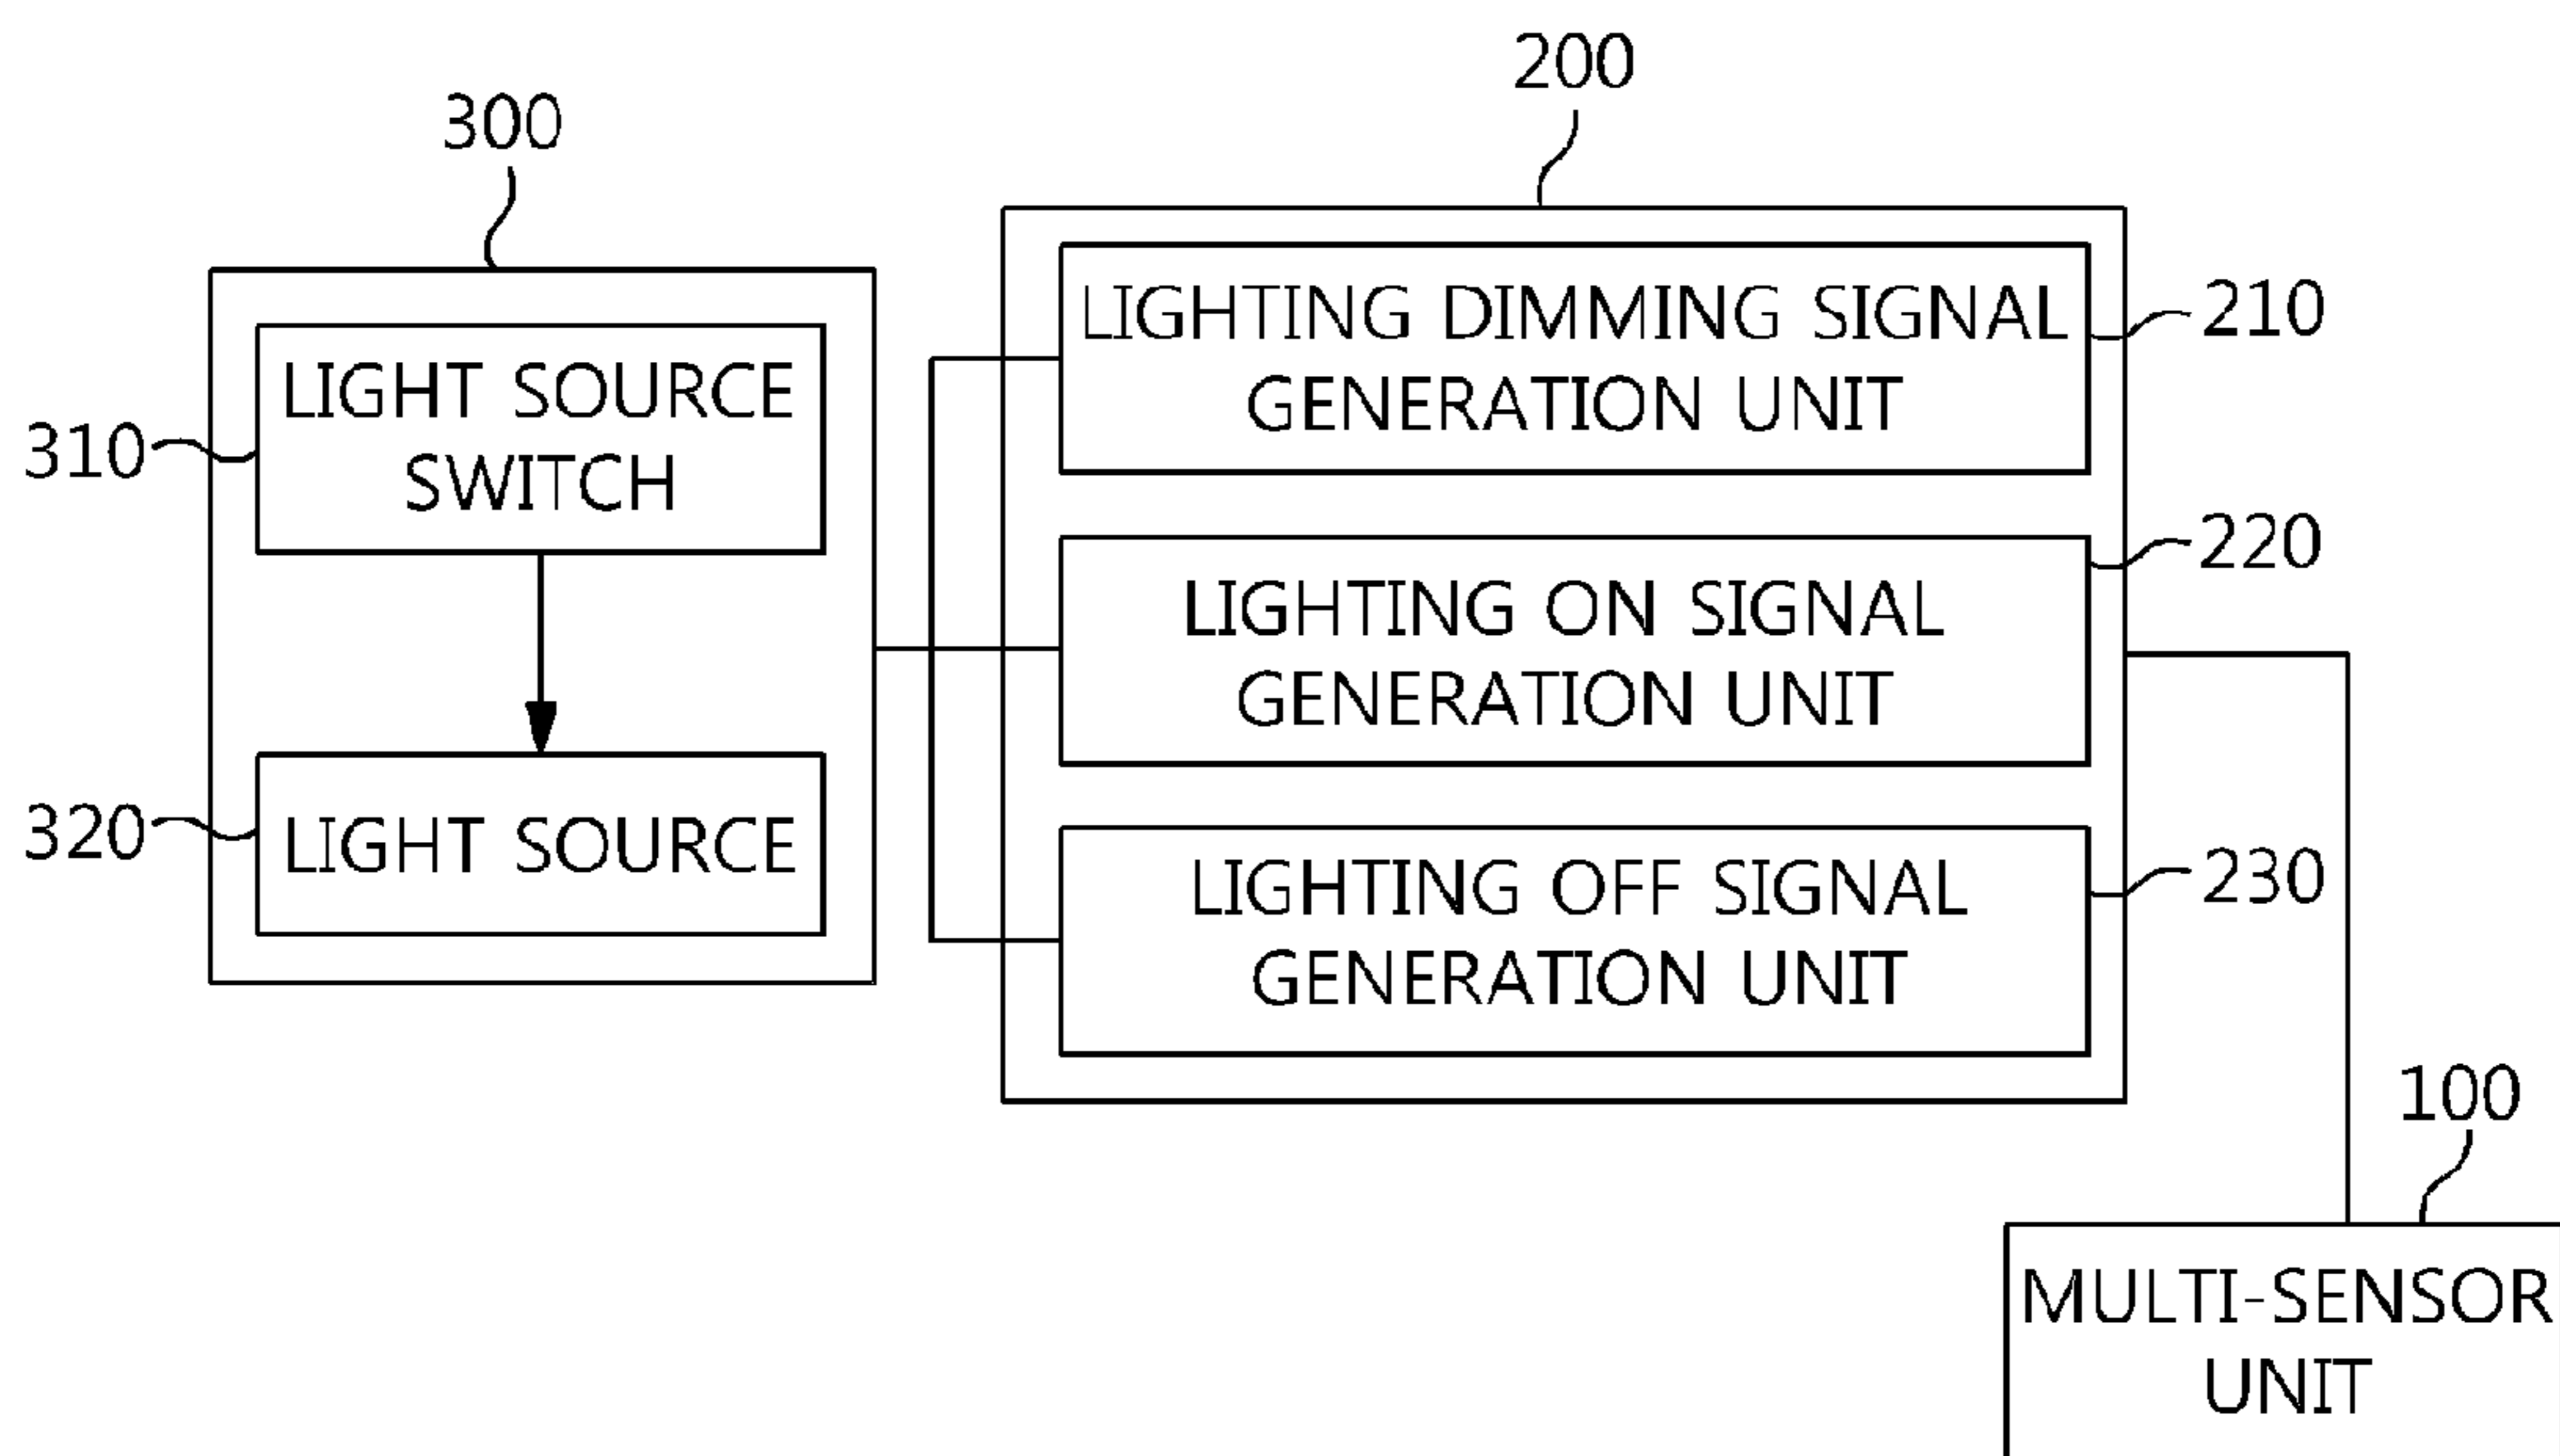 200
300
LIGHTING DIMMING SIGNAL
GENERATION UNIT
210
LIGHT SOURCE
SWITCH
310
LIGHTING ON SIGNAL
GENERATION UNIT
220
LIGHT SOURCE
320
LIGHTING OFF SIGNAL
GENERATION UNIT
230
100
MULTI-SENSOR
UNIT